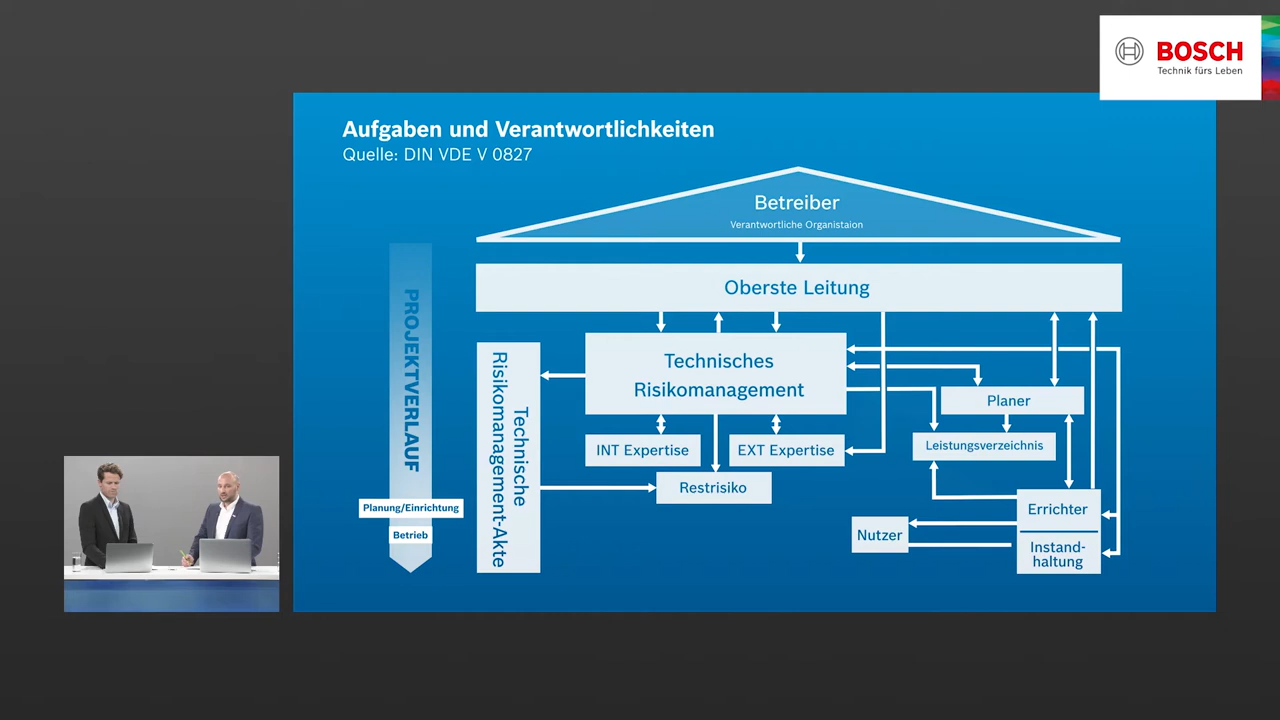 BOSCH
Technik fürs Leben
Aufgaben und Verantwortlichkeiten
Quelle: DIN VDE V 0827
Betreiber
Verantwortliche Organistaion
Oberste Leitung
PROJEKTVERLAUF
Planung/Einrichtung
Betrieb
Technische
Risikomanagement-Akte
Technisches
Risikomanagement
INT Expertise
EXT Expertise
Restrisiko
Planer
Leistungsverzeichnis
Errichter
Instand-
haltung
Nutzer